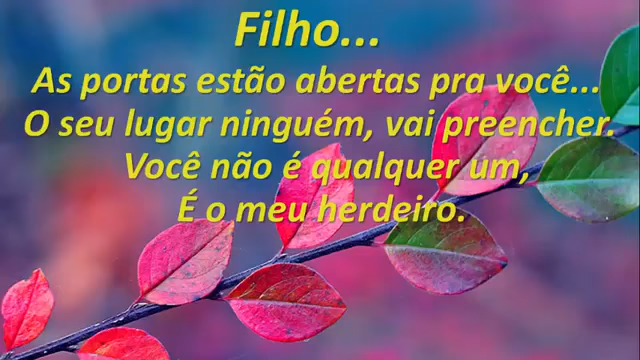 Filho...
As portas estão abertas pra você...
O seu lugar ninguém, vai preencher.
Você não é qualquer um,
É o meu herdeiro.